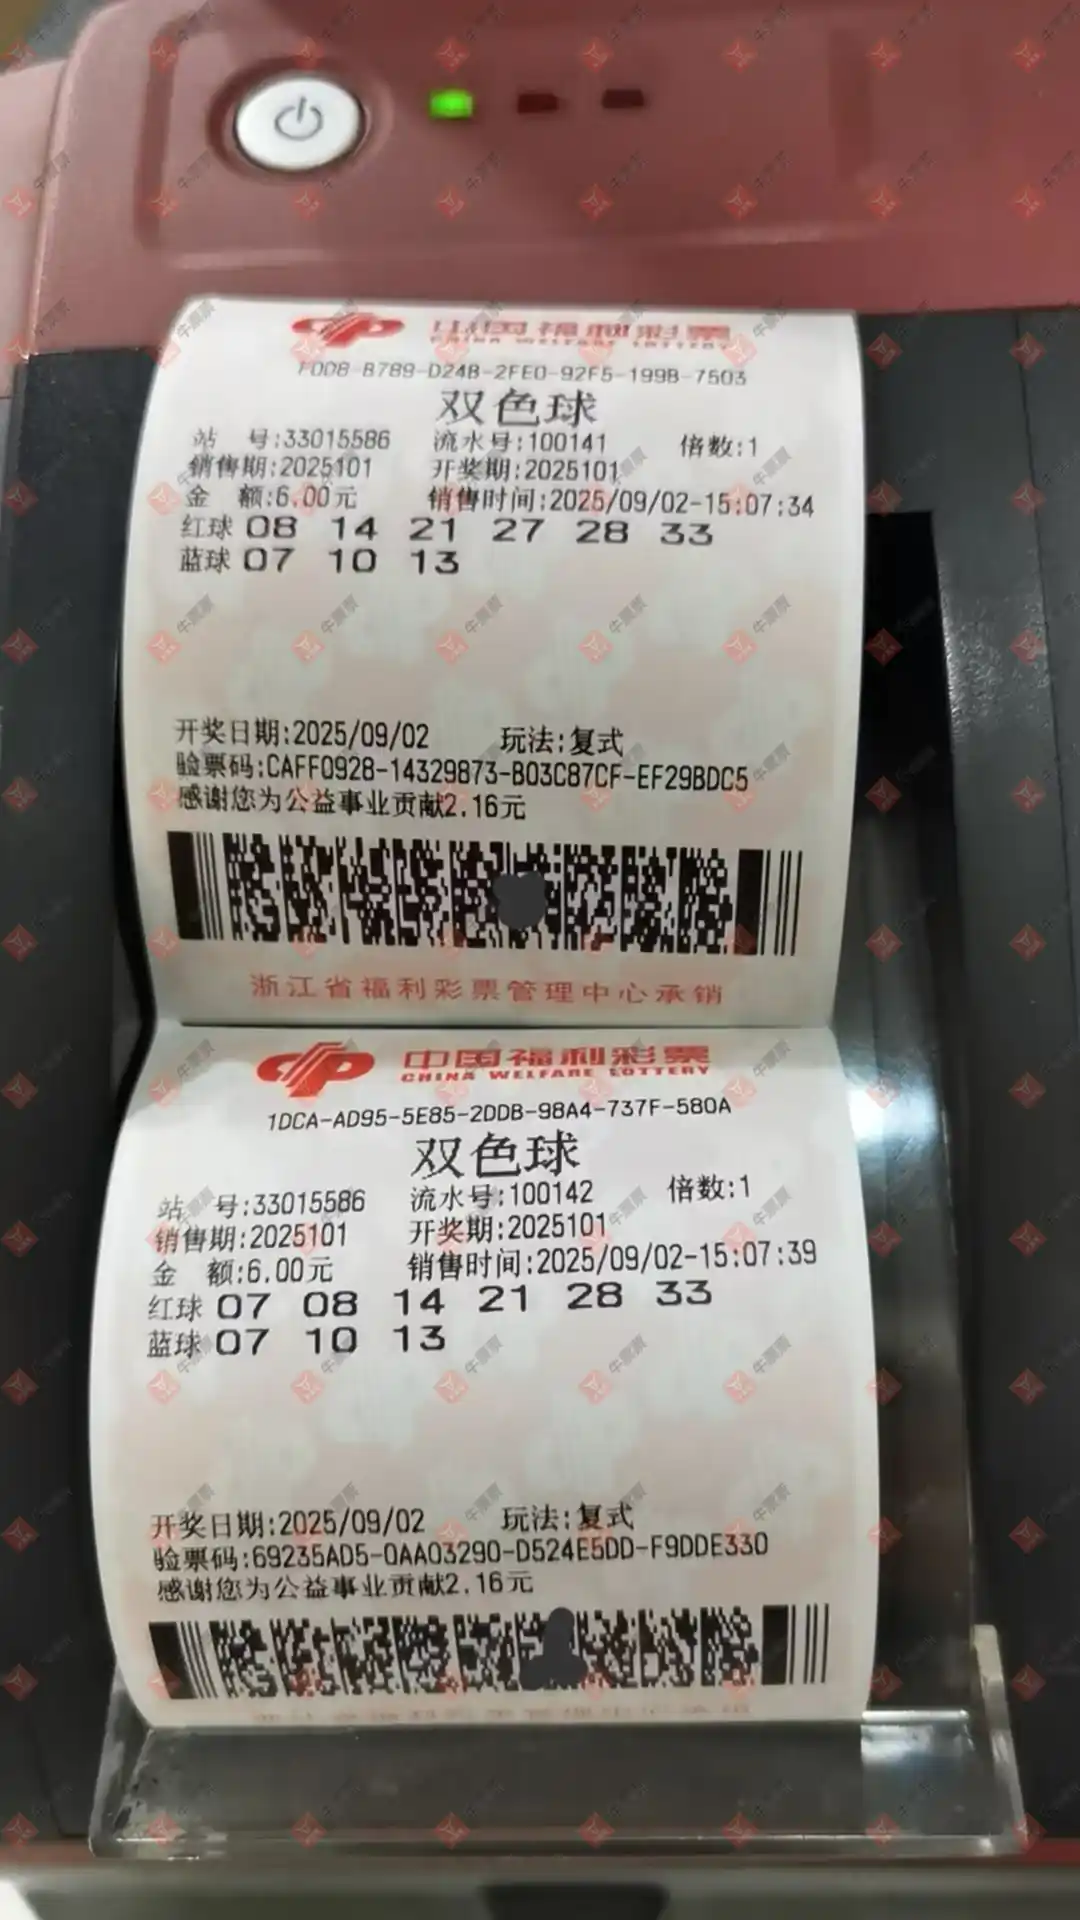 中国福利彩票
CHINA WELFARE LOTTERY
FDD8-B789-D24B-2FE0-92F5-199B-7503
双色球
站 号:33015586 流水号:100141 倍数:1
销售期:2025101 开奖期:2025101
金 额:6.00元 销售时间:2025/09/02-15:07:34
红球 08 14 21 27 28 33
蓝球 07 10 13
开奖日期:2025/09/02 玩法:复式
验票码:CAFF0928-14329873-B03C87CF-EF29BDC5
感谢您为公益事业贡献2.16元
浙江省福利彩票管理中心承销
中国福利彩票
CHINA WELFARE LOTTERY
1DCA-AD95-5E85-2DDB-98A4-737F-580A
双色球
站 号:33015586 流水号:100142 倍数:1
销售期:2025101 开奖期:2025101
金 额:6.00元 销售时间:2025/09/02-15:07:39
红球 07 08 14 21 28 33
蓝球 07 10 13
开奖日期:2025/09/02 玩法:复式
验票码:69235AD5-0AA03290-D524E5DD-F9DDE330
感谢您为公益事业贡献2.16元